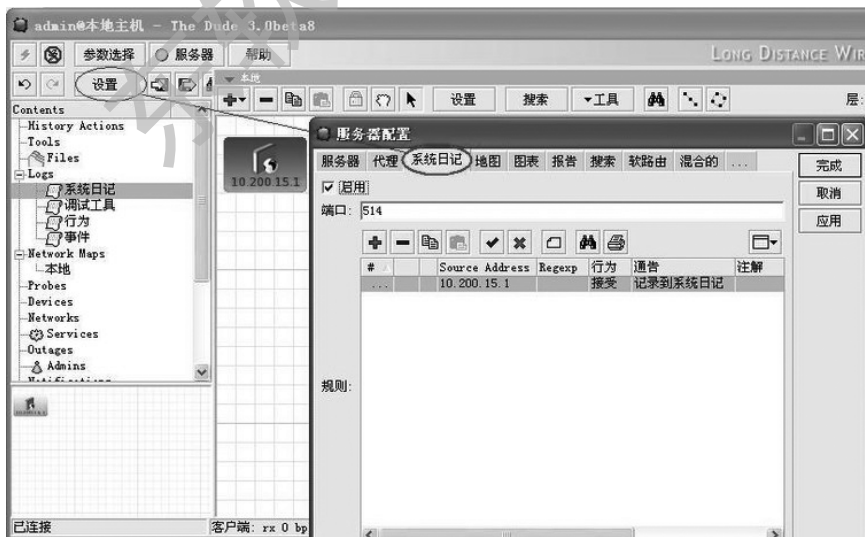 admin@本地主机 - The Dude 3.0beta8
参数选择 服务器 帮助
LONG DISTANCE WIR
设置
本地
设置 搜索 工具 层:
Contents
History Actions
Tools
Files
Logs
系统日记
调试工具
行为
事件
Network Maps
本地
Probes
Devices
Networks
Services
Outages
Admins
10.200.15.1
服务器配置
服务器 代理 系统日记 地图 图表 报告 搜索 软路由 混合的 ...
完成
取消
应用
启用
端口: 514
# Source Address Regexp 行为 通告 注解
... 10.200.15.1 接受 记录到系统日记
规则:
已连接
客户端: rx 0 bp